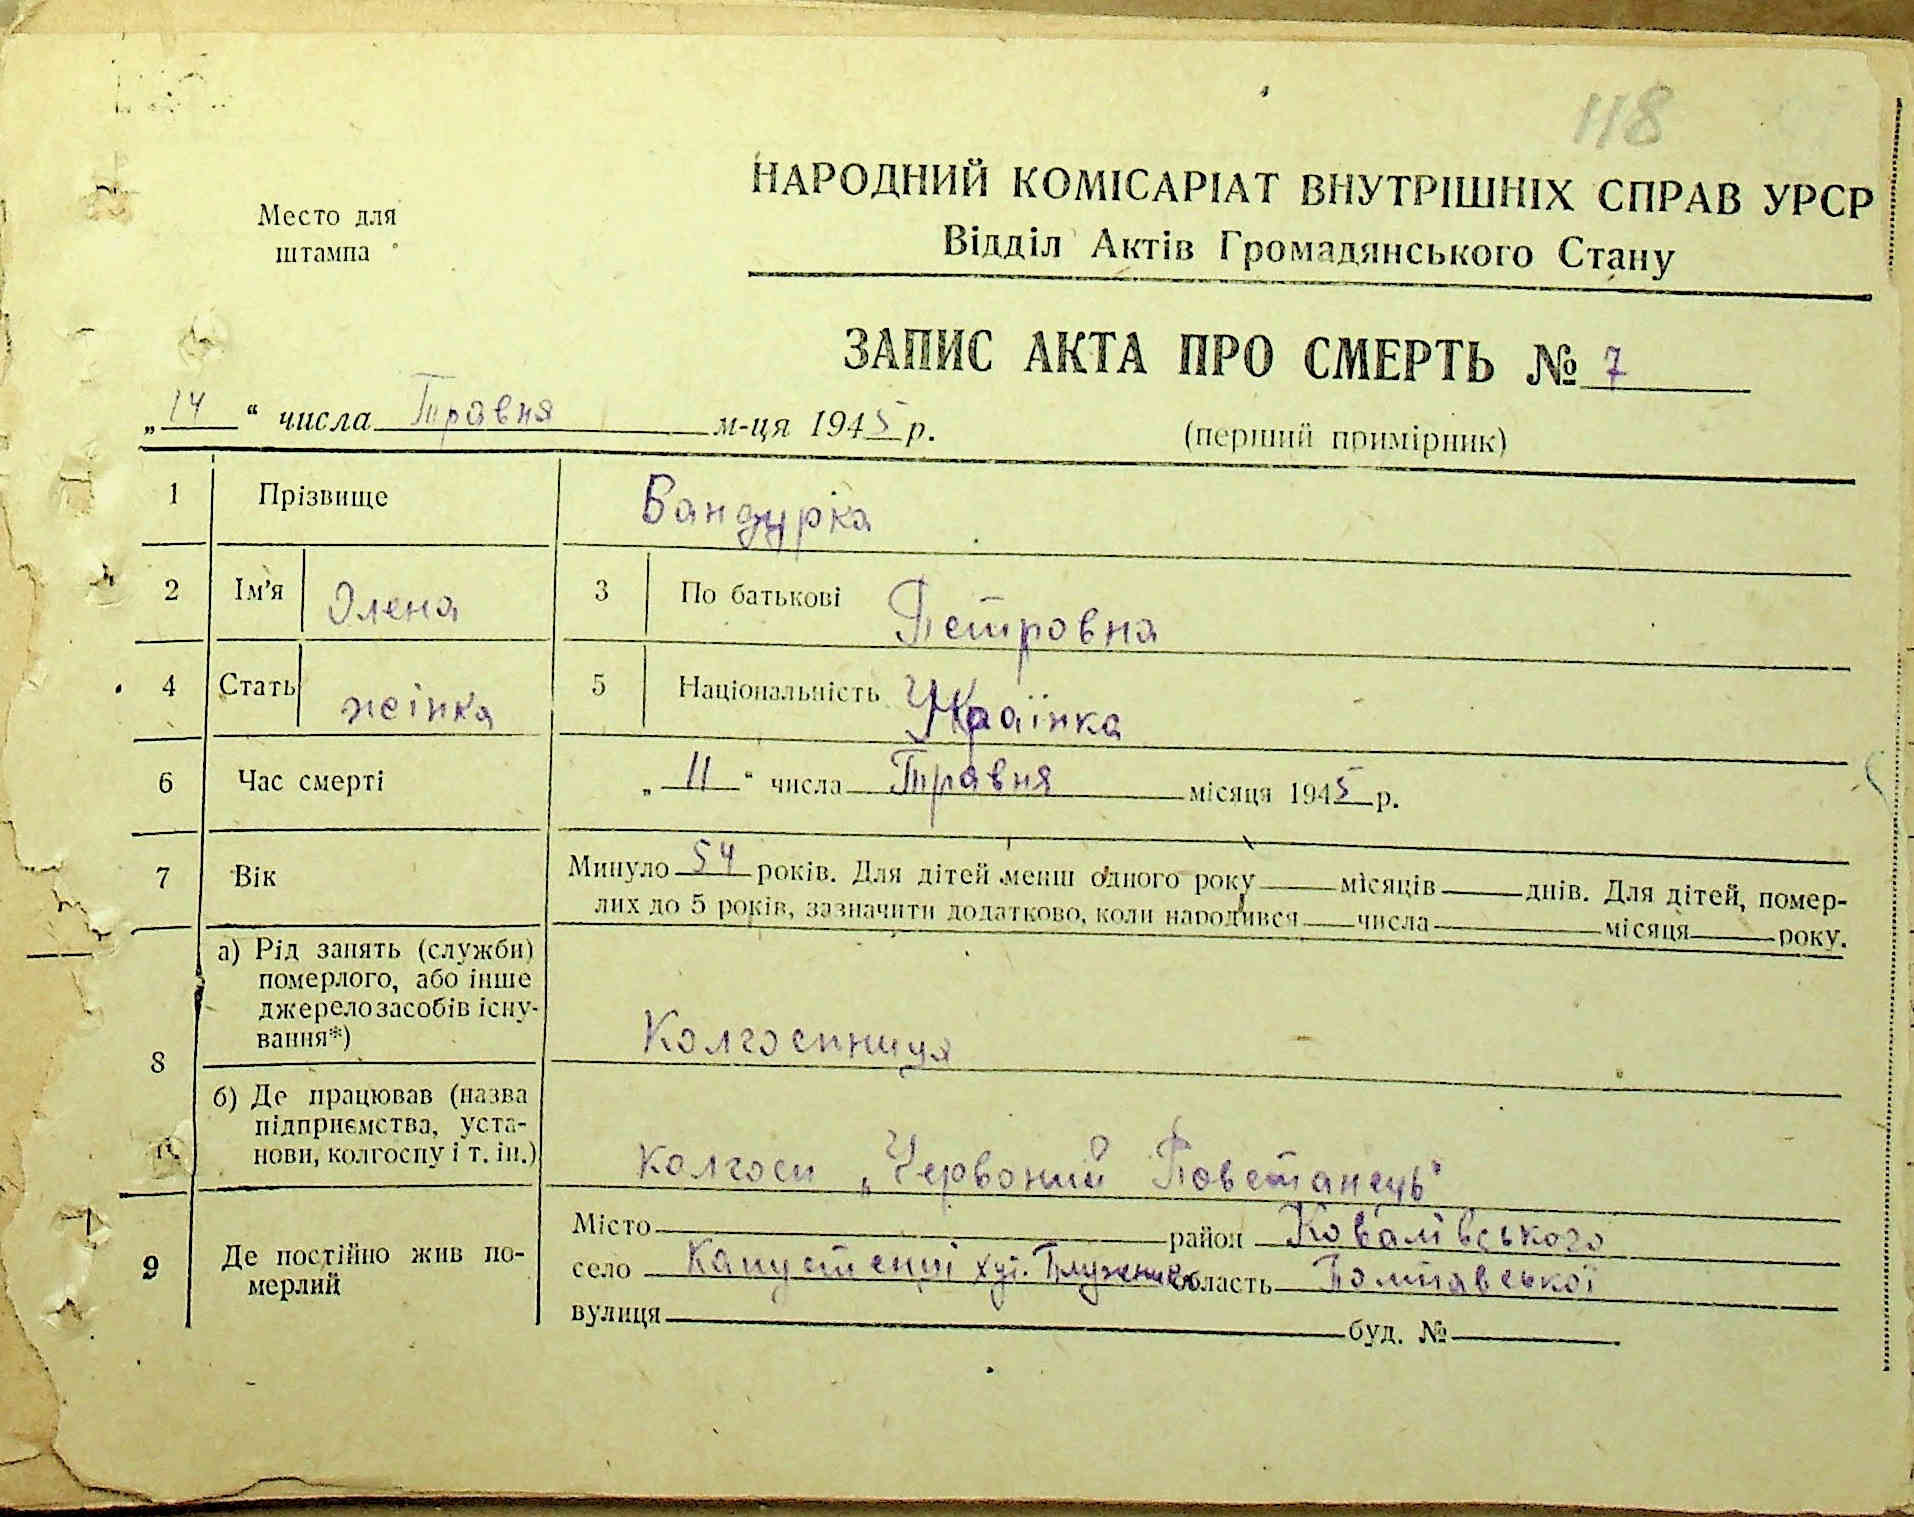 118
Место для
штампа
НАРОДНИЙ КОМІСАРІАТ ВНУТРІШНІХ СПРАВ УРСР
Відділ Актів Громадянського Стану
ЗАПИС АКТА ПРО СМЕРТЬ № 7
„14“ числа Травня м-ця 1945 р. (перший примірник)
1 Прізвище Бандурка
2 Ім'я Олена 3 По батькові Петровна
4 Стать жінка 5 Національність Українка
6 Час смерті „11“ числа Травня місяця 1945 р.
7 Вік Минуло 54 років. Для дітей менш одного року місяців днів. Для дітей, помер-
лих до 5 років, зазначити додатково, коли народився числа місяця року.
8 а) Рід занять (служби)
померлого, або інше
джерело засобів існу-
вання*) Колгоспниця
б) Де працював (назва
підприємства, уста-
нови, колгоспу і т. ін.) колгосп „Червоний Повстанець“
9 Де постійно жив по-
мерлий
Місто район Ковалівського
село Капустенці хут. область Полтавської
вулиця буд. №